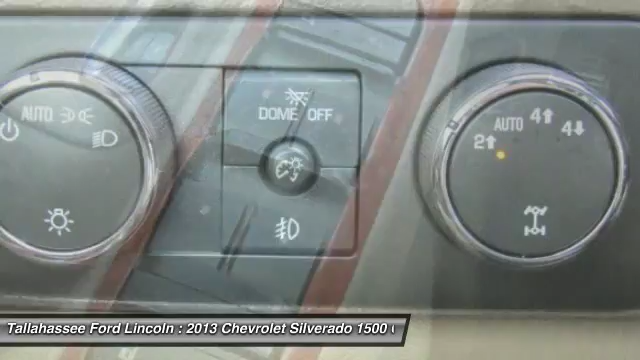 AUTO
DOME OFF
AUTO
4
4
2
Tallahassee Ford Lincoln : 2013 Chevrolet Silverado 1500